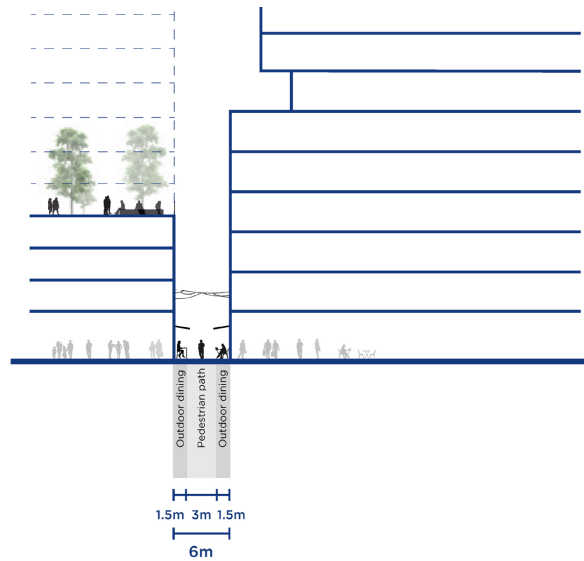 Outdoor dining
Pedestrian path
Outdoor dining
1.5m 3m 1.5m
6m